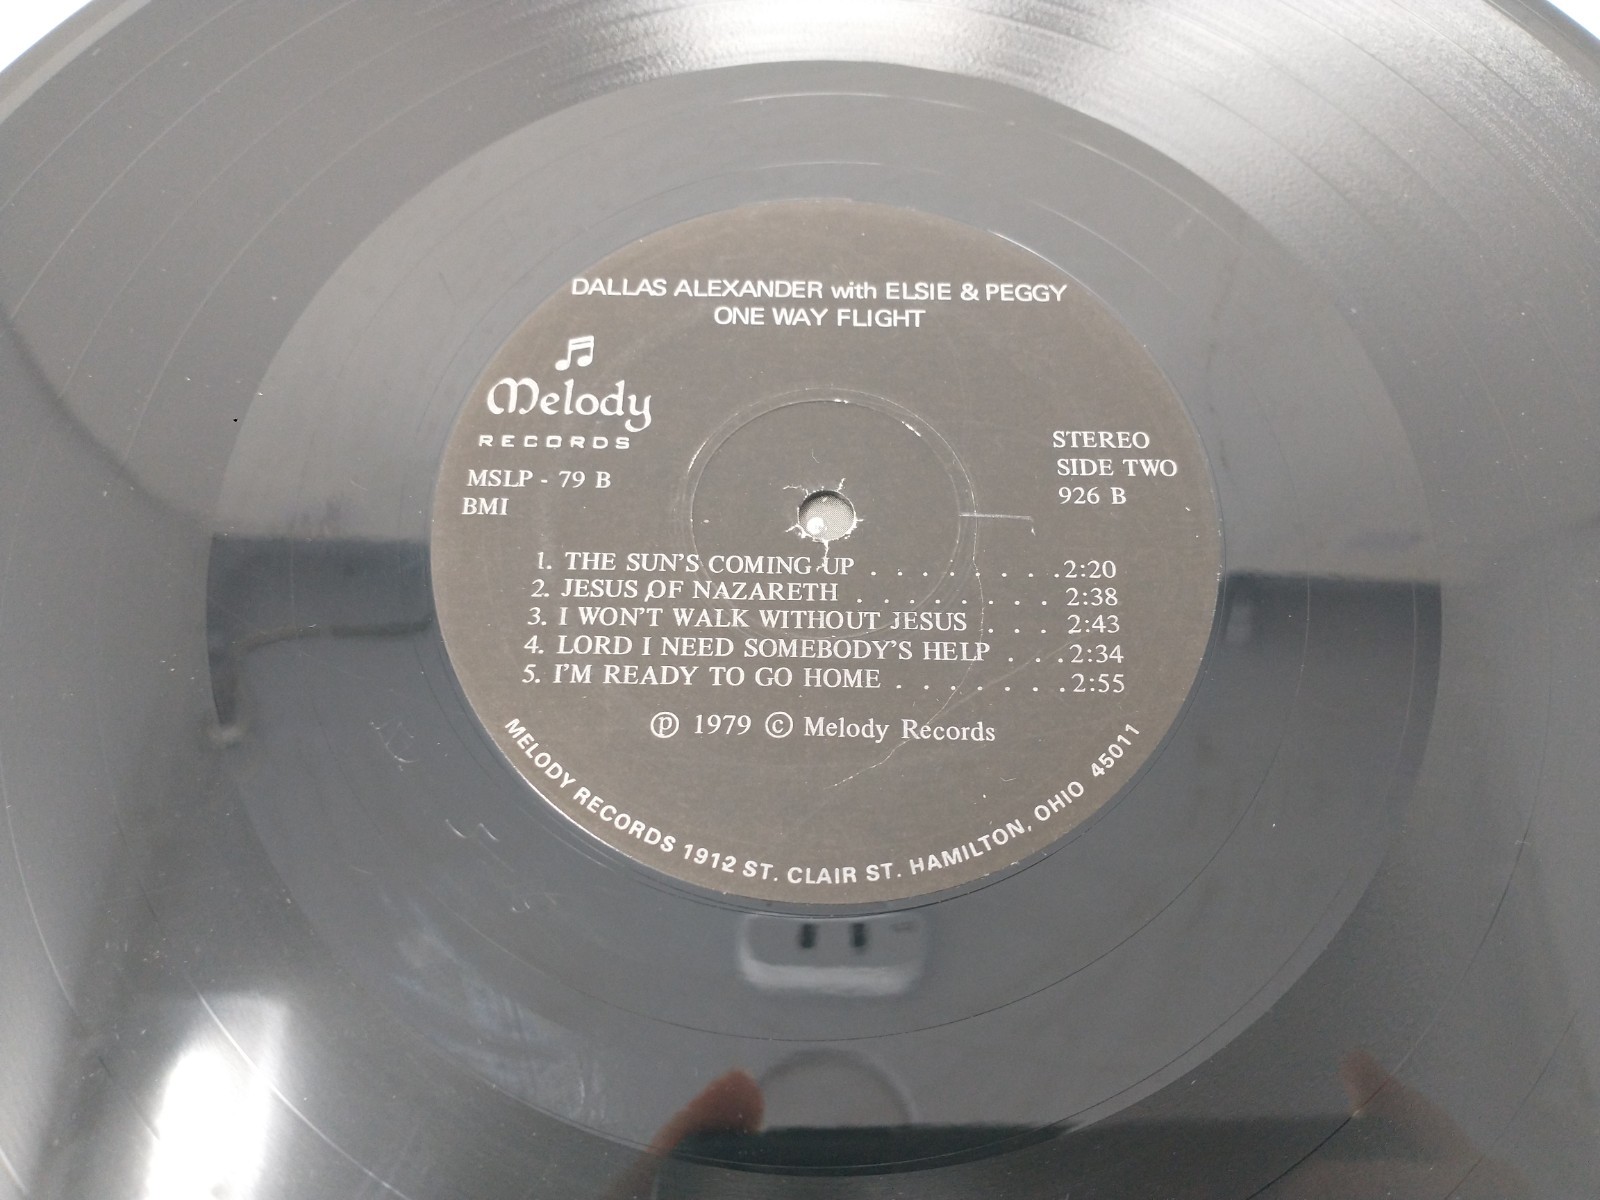 DALLAS ALEXANDER with ELSIE & PEGGY
ONE WAY FLIGHT
Melody
RECORDS
MSLP - 79 B
BMI
STEREO
SIDE TWO
926 B
1. THE SUN'S COMING UP . . . . . . . . 2:20
2. JESUS OF NAZARETH . . . . . . . . 2:38
3. I WON'T WALK WITHOUT JESUS . . . 2:43
4. LORD I NEED SOMEBODY'S HELP . . . 2:34
5. I'M READY TO GO HOME . . . . . . . 2:55
℗ 1979 © Melody Records
MELODY RECORDS 1912 ST. CLAIR ST. HAMILTON, OHIO 45011